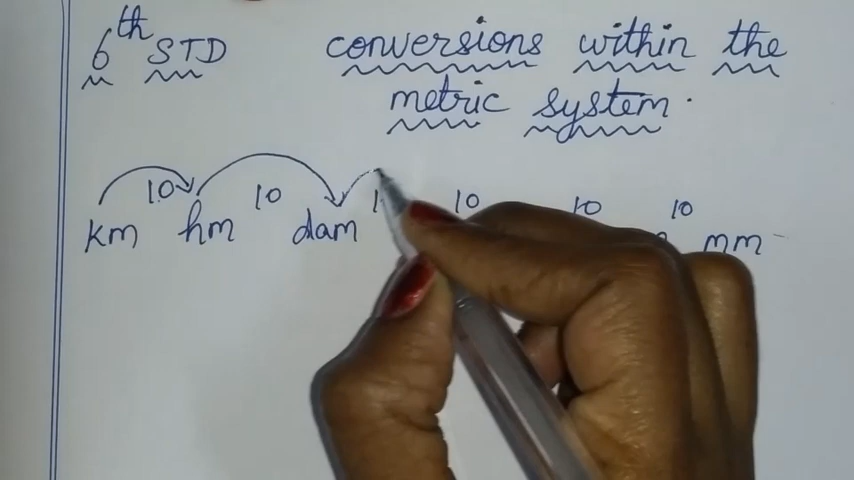 6th STD conversions within the
metric system.
10 10 10 10 10
km hm dam mm